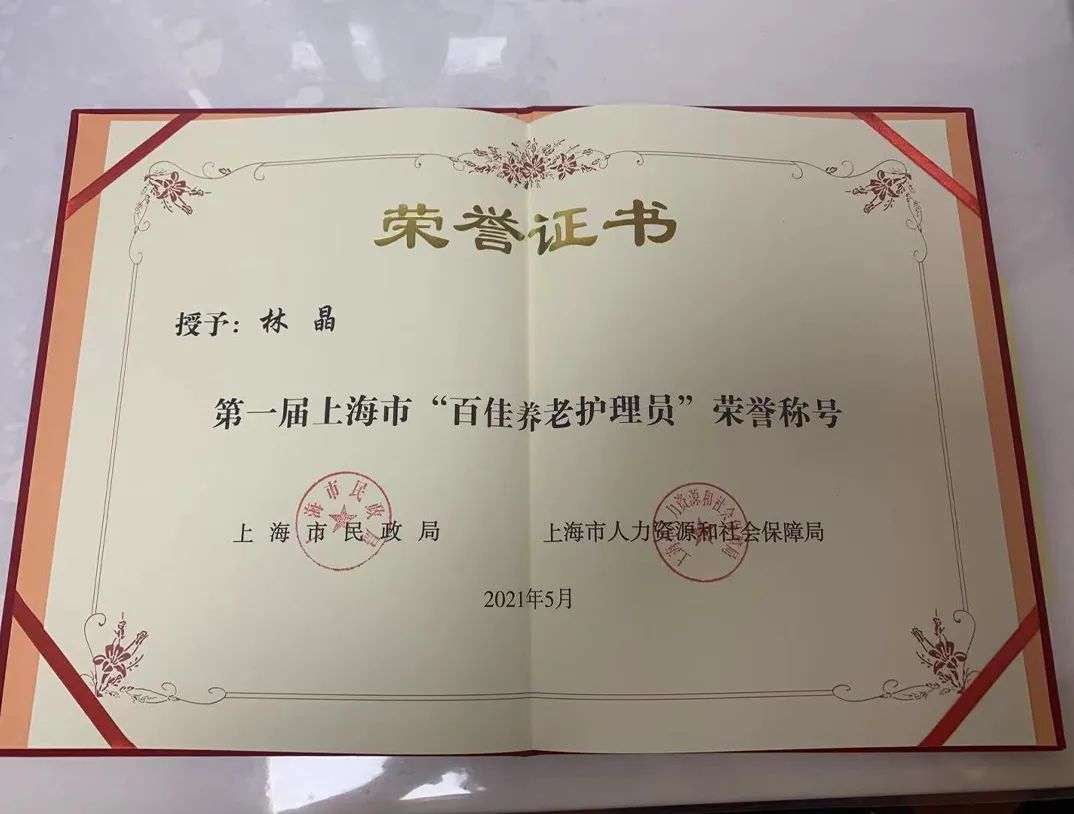 荣誉证书
授予：林 晶
第一届上海市“百佳养老护理员”荣誉称号
上海市民政局 上海市人力资源和社会保障局
2021年5月